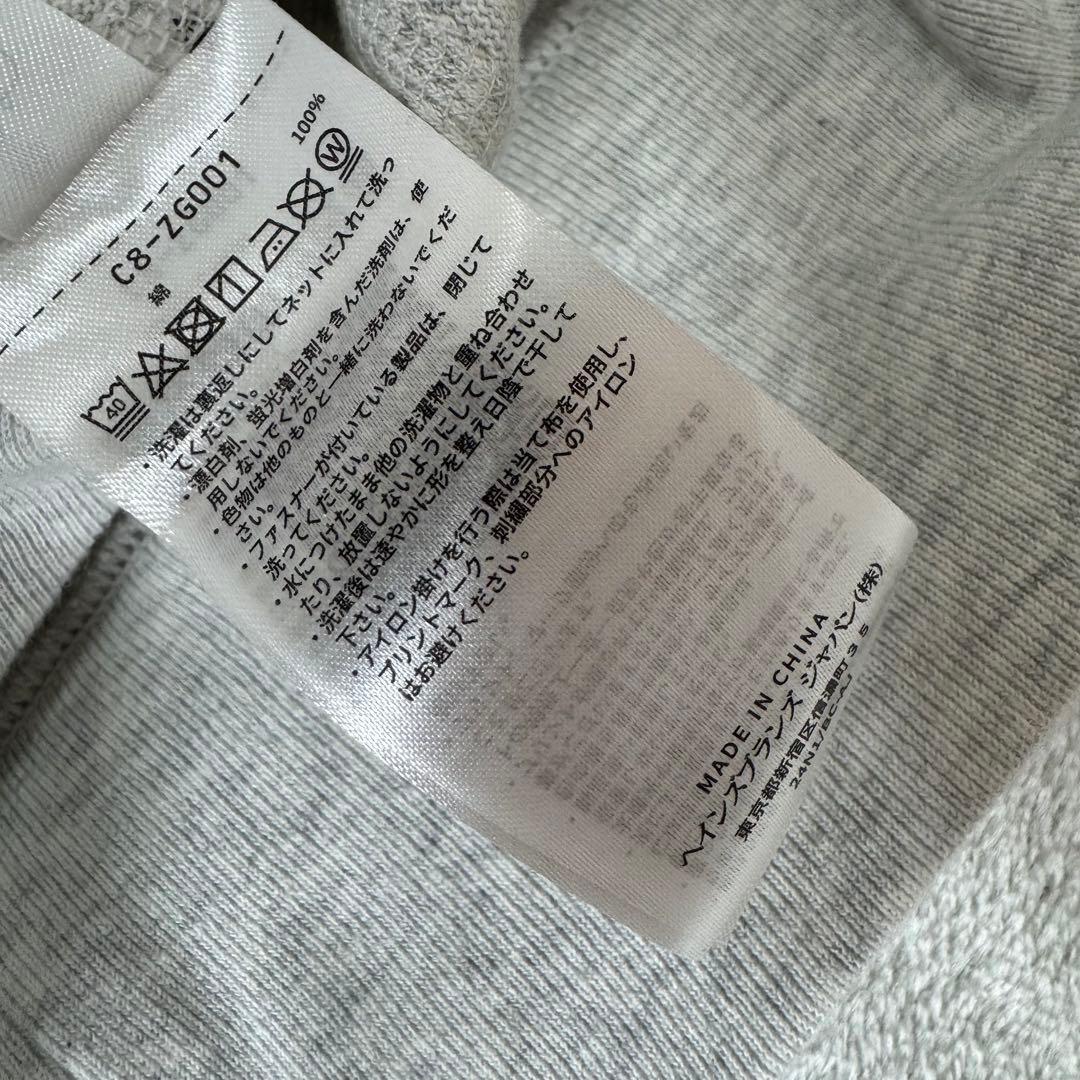 C8-ZG001
綿 100%
40 W
・洗濯は裏返しにしてネットに入れて洗っ
てください。
・漂白剤、蛍光増白剤を含んだ洗剤は、使
用しないでください。
・色物は他のものと一緒に洗わないでくだ
さい。
・ファスナーが付いている製品は、閉じて
洗ってください。
・水につけたまま他の洗濯物と重ね合わせ
たり、放置しないようにしてください。
・洗濯後は速やかに形を整え日陰で干して
下さい。
・アイロン掛けを行う際は当て布を使用し、
プリントマーク、刺繍部分へのアイロン
はお避けください。
MADE IN CHINA
ヘインズブランズ ジャパン(株)
東京都新宿区信濃町35
24N1/BC-AJ